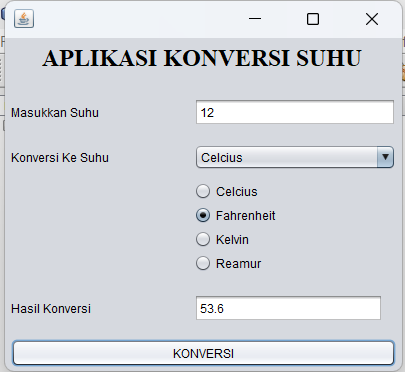 APLIKASI KONVERSI SUHU
Masukkan Suhu 12
Konversi Ke Suhu Celcius
Celcius
Fahrenheit
Kelvin
Reamur
Hasil Konversi 53.6
KONVERSI